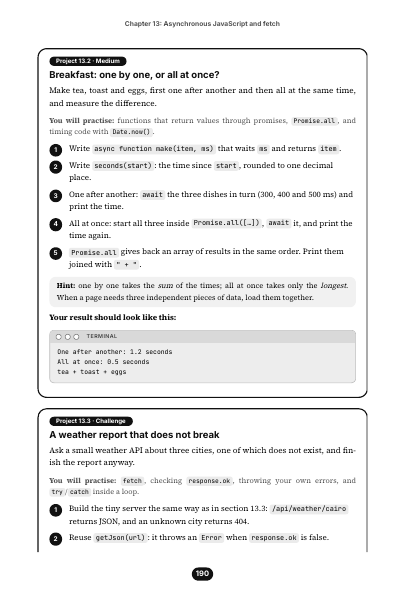 Chapter 13: Asynchronous JavaScript and fetch
Project 13.2 · Medium
Breakfast: one by one, or all at once?
Make tea, toast and eggs, first one after another and then all at the same time,
and measure the difference.
You will practise: functions that return values through promises, Promise.all, and
timing code with Date.now().
1 Write async function make(item, ms) that waits ms and returns item.
2 Write seconds(start): the time since start, rounded to one decimal
place.
3 One after another: await the three dishes in turn (300, 400 and 500 ms) and
print the time.
4 All at once: start all three inside Promise.all([…]), await it, and print the
time again.
5 Promise.all gives back an array of results in the same order. Print them
joined with " + ".
Hint: one by one takes the sum of the times; all at once takes only the longest.
When a page needs three independent pieces of data, load them together.
Your result should look like this:
TERMINAL
One after another: 1.2 seconds
All at once: 0.5 seconds
tea + toast + eggs
Project 13.3 · Challenge
A weather report that does not break
Ask a small weather API about three cities, one of which does not exist, and fin-
ish the report anyway.
You will practise: fetch, checking response.ok, throwing your own errors, and
try / catch inside a loop.
1 Build the tiny server the same way as in section 13.3: /api/weather/cairo
returns JSON, and an unknown city returns 404.
2 Reuse getJson(url): it throws an Error when response.ok is false.
190